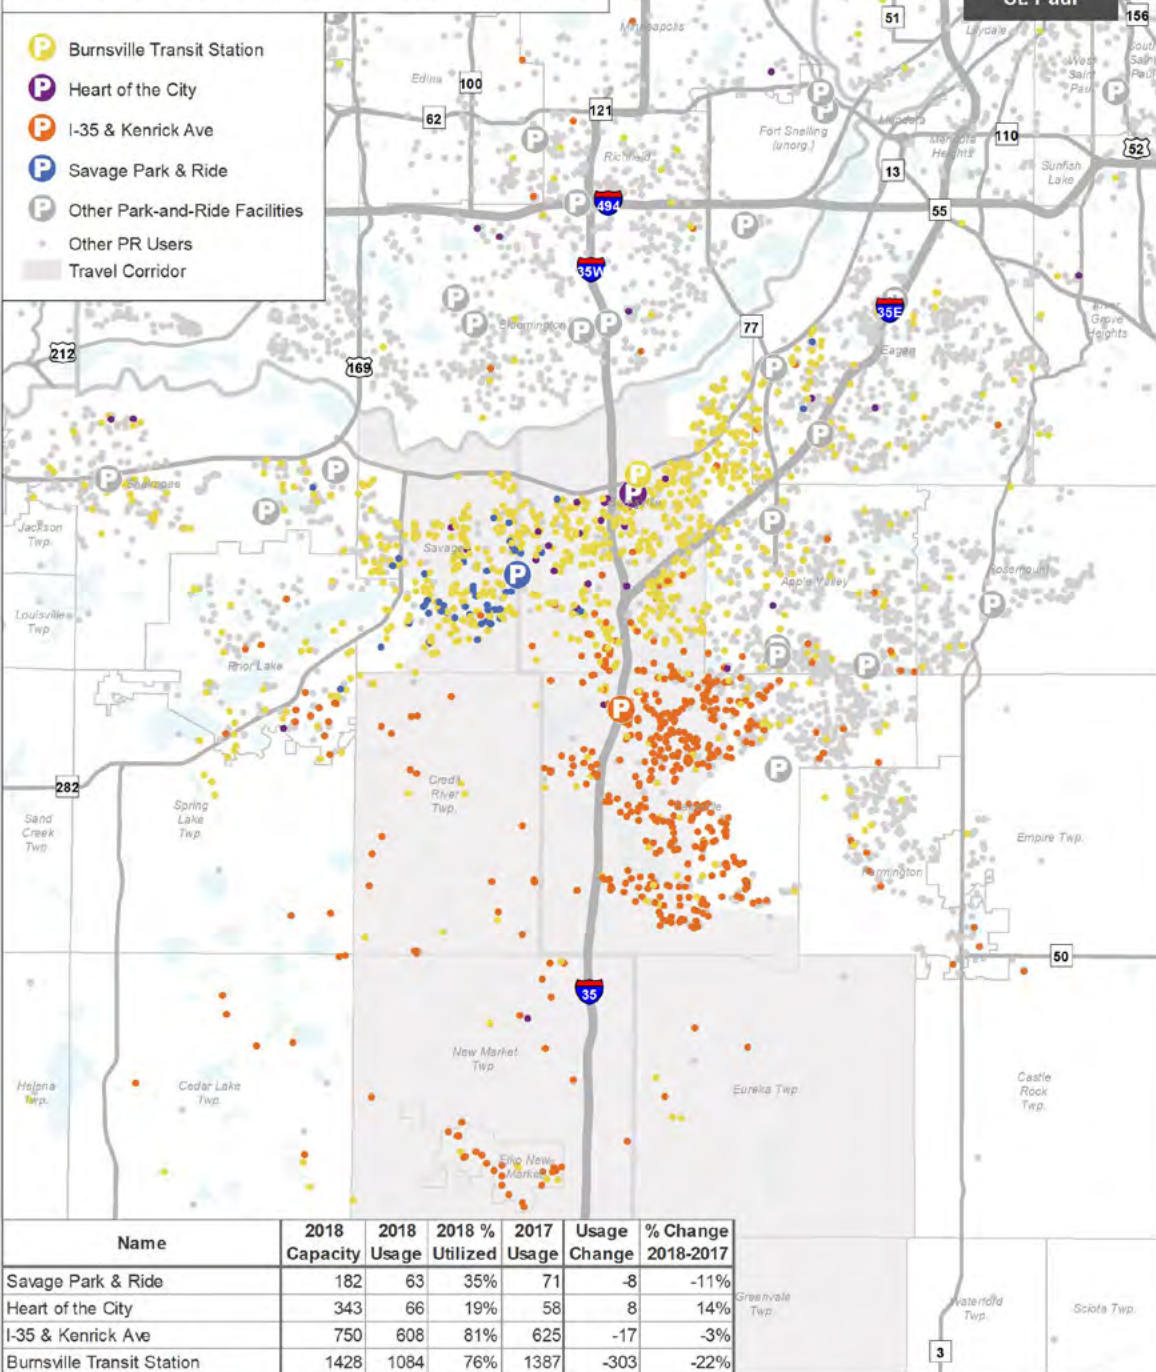 St. Paul
Burnsville Transit Station
Heart of the City
I-35 & Kenrick Ave
Savage Park & Ride
Other Park-and-Ride Facilities
Other PR Users
Travel Corridor
Minneapolis
51
156
Lilydale
West
Saint
Paul
South
Saint
Paul
Edina
100
62
121
Richfield
Fort Snelling
(unorg.)
Mendota
Mendota
Heights
110
52
13
Sunfish
Lake
494
55
35W
35E
Bloomington
77
Eagan
Inver
Grove
Heights
212
169
Shakopee
Jackson
Twp.
Savage
Apple Valley
Rosemount
Louisville
Twp.
Prior Lake
282
Sand
Creek
Twp.
Spring
Lake
Twp.
Credit
River
Twp.
Lakeville
Empire Twp.
Farmington
50
35
New Market
Twp.
Helena
Twp.
Cedar Lake
Twp.
Eureka Twp.
Castle
Rock
Twp.
Elko New
Market
Greenvale
Twp.
Waterford
Twp.
Sciota Twp.
3
Name 2018 Capacity 2018 Usage 2018 % Utilized 2017 Usage Usage Change % Change 2018-2017
Savage Park & Ride 182 63 35% 71 -8 -11%
Heart of the City 343 66 19% 58 8 14%
I-35 & Kenrick Ave 750 608 81% 625 -17 -3%
Burnsville Transit Station 1428 1084 76% 1387 -303 -22%